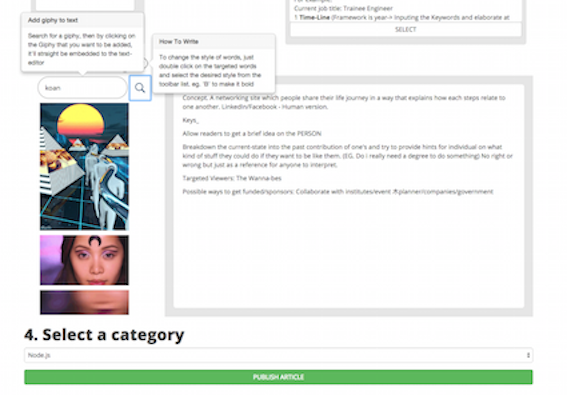 For example:
Current job title: Trainee Engineer
1 Time-Line (Framework is year-> Inputing the Keywords and elaborate at
SELECT
Add giphy to text
Search for a giphy, then by clicking on
the Giphy that you want to be added,
it'll straight be embedded to the text-
editor
How To Write
To change the style of words, just
double click on the targeted words
and select the desired style from the
toolbar list. eg. 'B' to make it bold
koan
Concept. A networking site which people share their life journey in a way that explains how each steps relate to
one another. LinkedIn/Facebook - Human version.
Keys_
Allow readers to get a brief idea on the PERSON
Breakdown the current-state into the past contribution of one's and try to provide hints for individual on what
kind of stuff they could do if they want to be like them. (EG. Do i really need a degree to do something) No right or
wrong but just as a reference for anyone to interpret.
Targeted Viewers: The Wanna-bes
Possible ways to get funde@sponsors: Collaborate with institutes/event planner/companies/government
4. Select a category
Node.js
PUBLISH ARTICLE